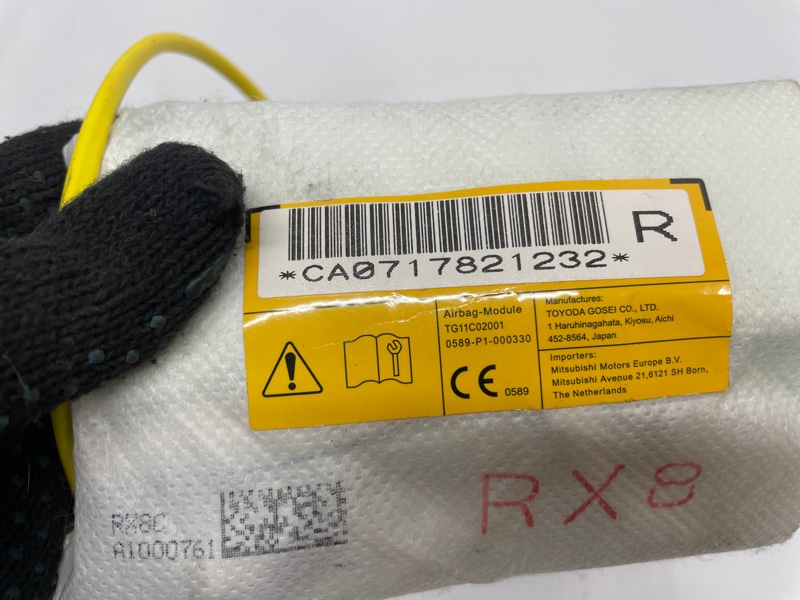 *CA0717821232*
R
Airbag-Module
TG11C02001
0589-P1-000330
CE 0589
Manufactures:
TOYODA GOSEI CO., LTD.
1 Haruhinagahata, Kiyosu, Aichi
452-8564, Japan
Importers:
Mitsubishi Motors Europe B.V.
Mitsubishi Avenue 21,6121 SH Born,
The Netherlands
RX8C
A1000761
RX8